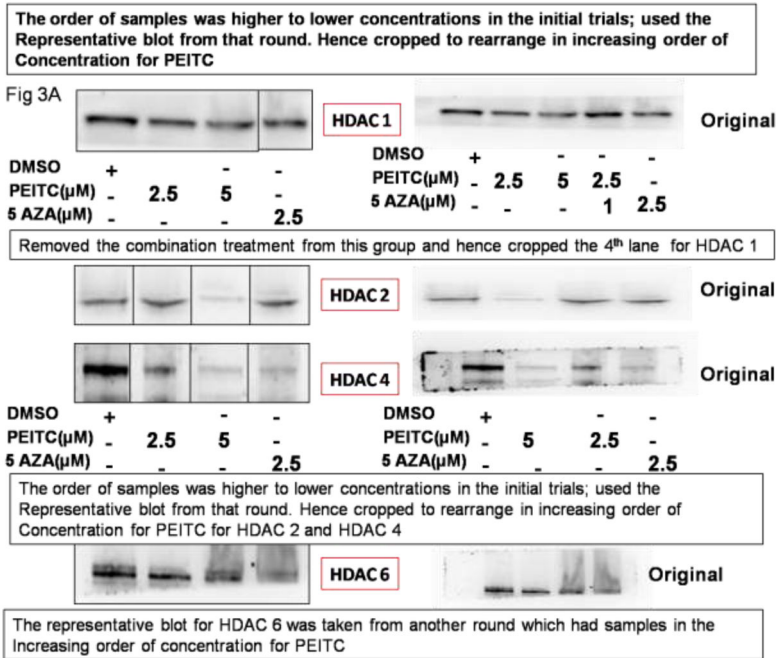 The order of samples was higher to lower concentrations in the initial trials; used the
Representative blot from that round. Hence cropped to rearrange in increasing order of
Concentration for PEITC
Fig 3A
HDAC 1
Original
DMSO + - -
PEITC(µM) - 2.5 5 -
5 AZA(µM) - - - 2.5
DMSO + - - -
PEITC(µM) - 2.5 5 2.5 -
5 AZA(µM) - - - 1 2.5
Removed the combination treatment from this group and hence cropped the 4th lane for HDAC 1
HDAC 2
Original
HDAC 4
Original
DMSO + - -
PEITC(µM) - 2.5 5 -
5 AZA(µM) - - - 2.5
DMSO + - -
PEITC(µM) - 5 2.5 -
5 AZA(µM) - - - 2.5
The order of samples was higher to lower concentrations in the initial trials; used the
Representative blot from that round. Hence cropped to rearrange in increasing order of
Concentration for PEITC for HDAC 2 and HDAC 4
HDAC 6
Original
The representative blot for HDAC 6 was taken from another round which had samples in the
Increasing order of concentration for PEITC